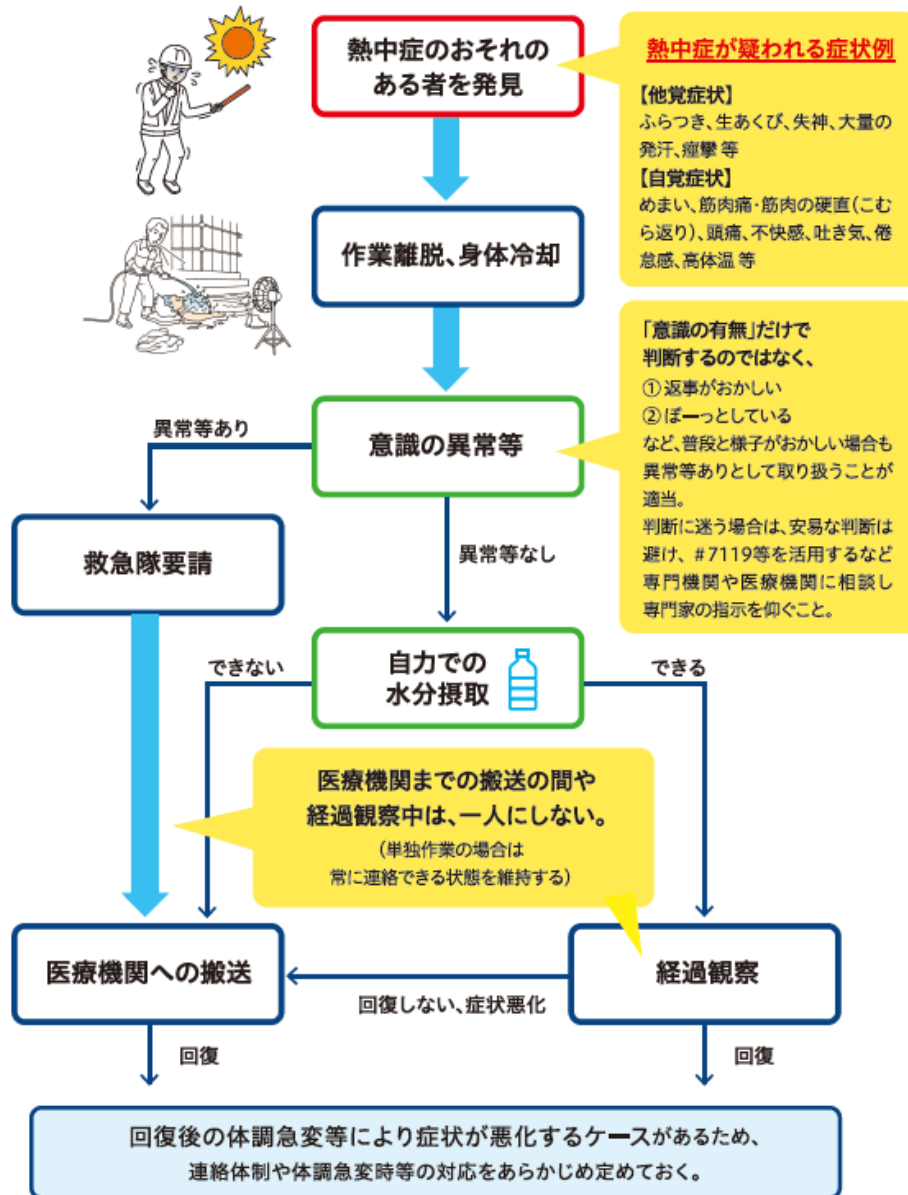 熱中症のおそれの
ある者を発見
熱中症が疑われる症状例
【他覚症状】
ふらつき、生あくび、失神、大量の
発汗、痙攣 等
【自覚症状】
めまい、筋肉痛・筋肉の硬直(こむ
ら返り)、頭痛、不快感、吐き気、倦
怠感、高体温 等
作業離脱、身体冷却
「意識の有無」だけで
判断するのではなく、
①返事がおかしい
②ぼーっとしている
など、普段と様子がおかしい場合も
異常等ありとして取り扱うことが
適当。
判断に迷う場合は、安易な判断は
避け、#7119等を活用するなど
専門機関や医療機関に相談し
専門家の指示を仰ぐこと。
意識の異常等
異常等あり
救急隊要請
異常等なし
自力での
水分摂取
できない
できる
医療機関までの搬送の間や
経過観察中は、一人にしない。
(単独作業の場合は
常に連絡できる状態を維持する)
医療機関への搬送
経過観察
回復しない、症状悪化
回復
回復
回復後の体調急変等により症状が悪化するケースがあるため、
連絡体制や体調急変時等の対応をあらかじめ定めておく。